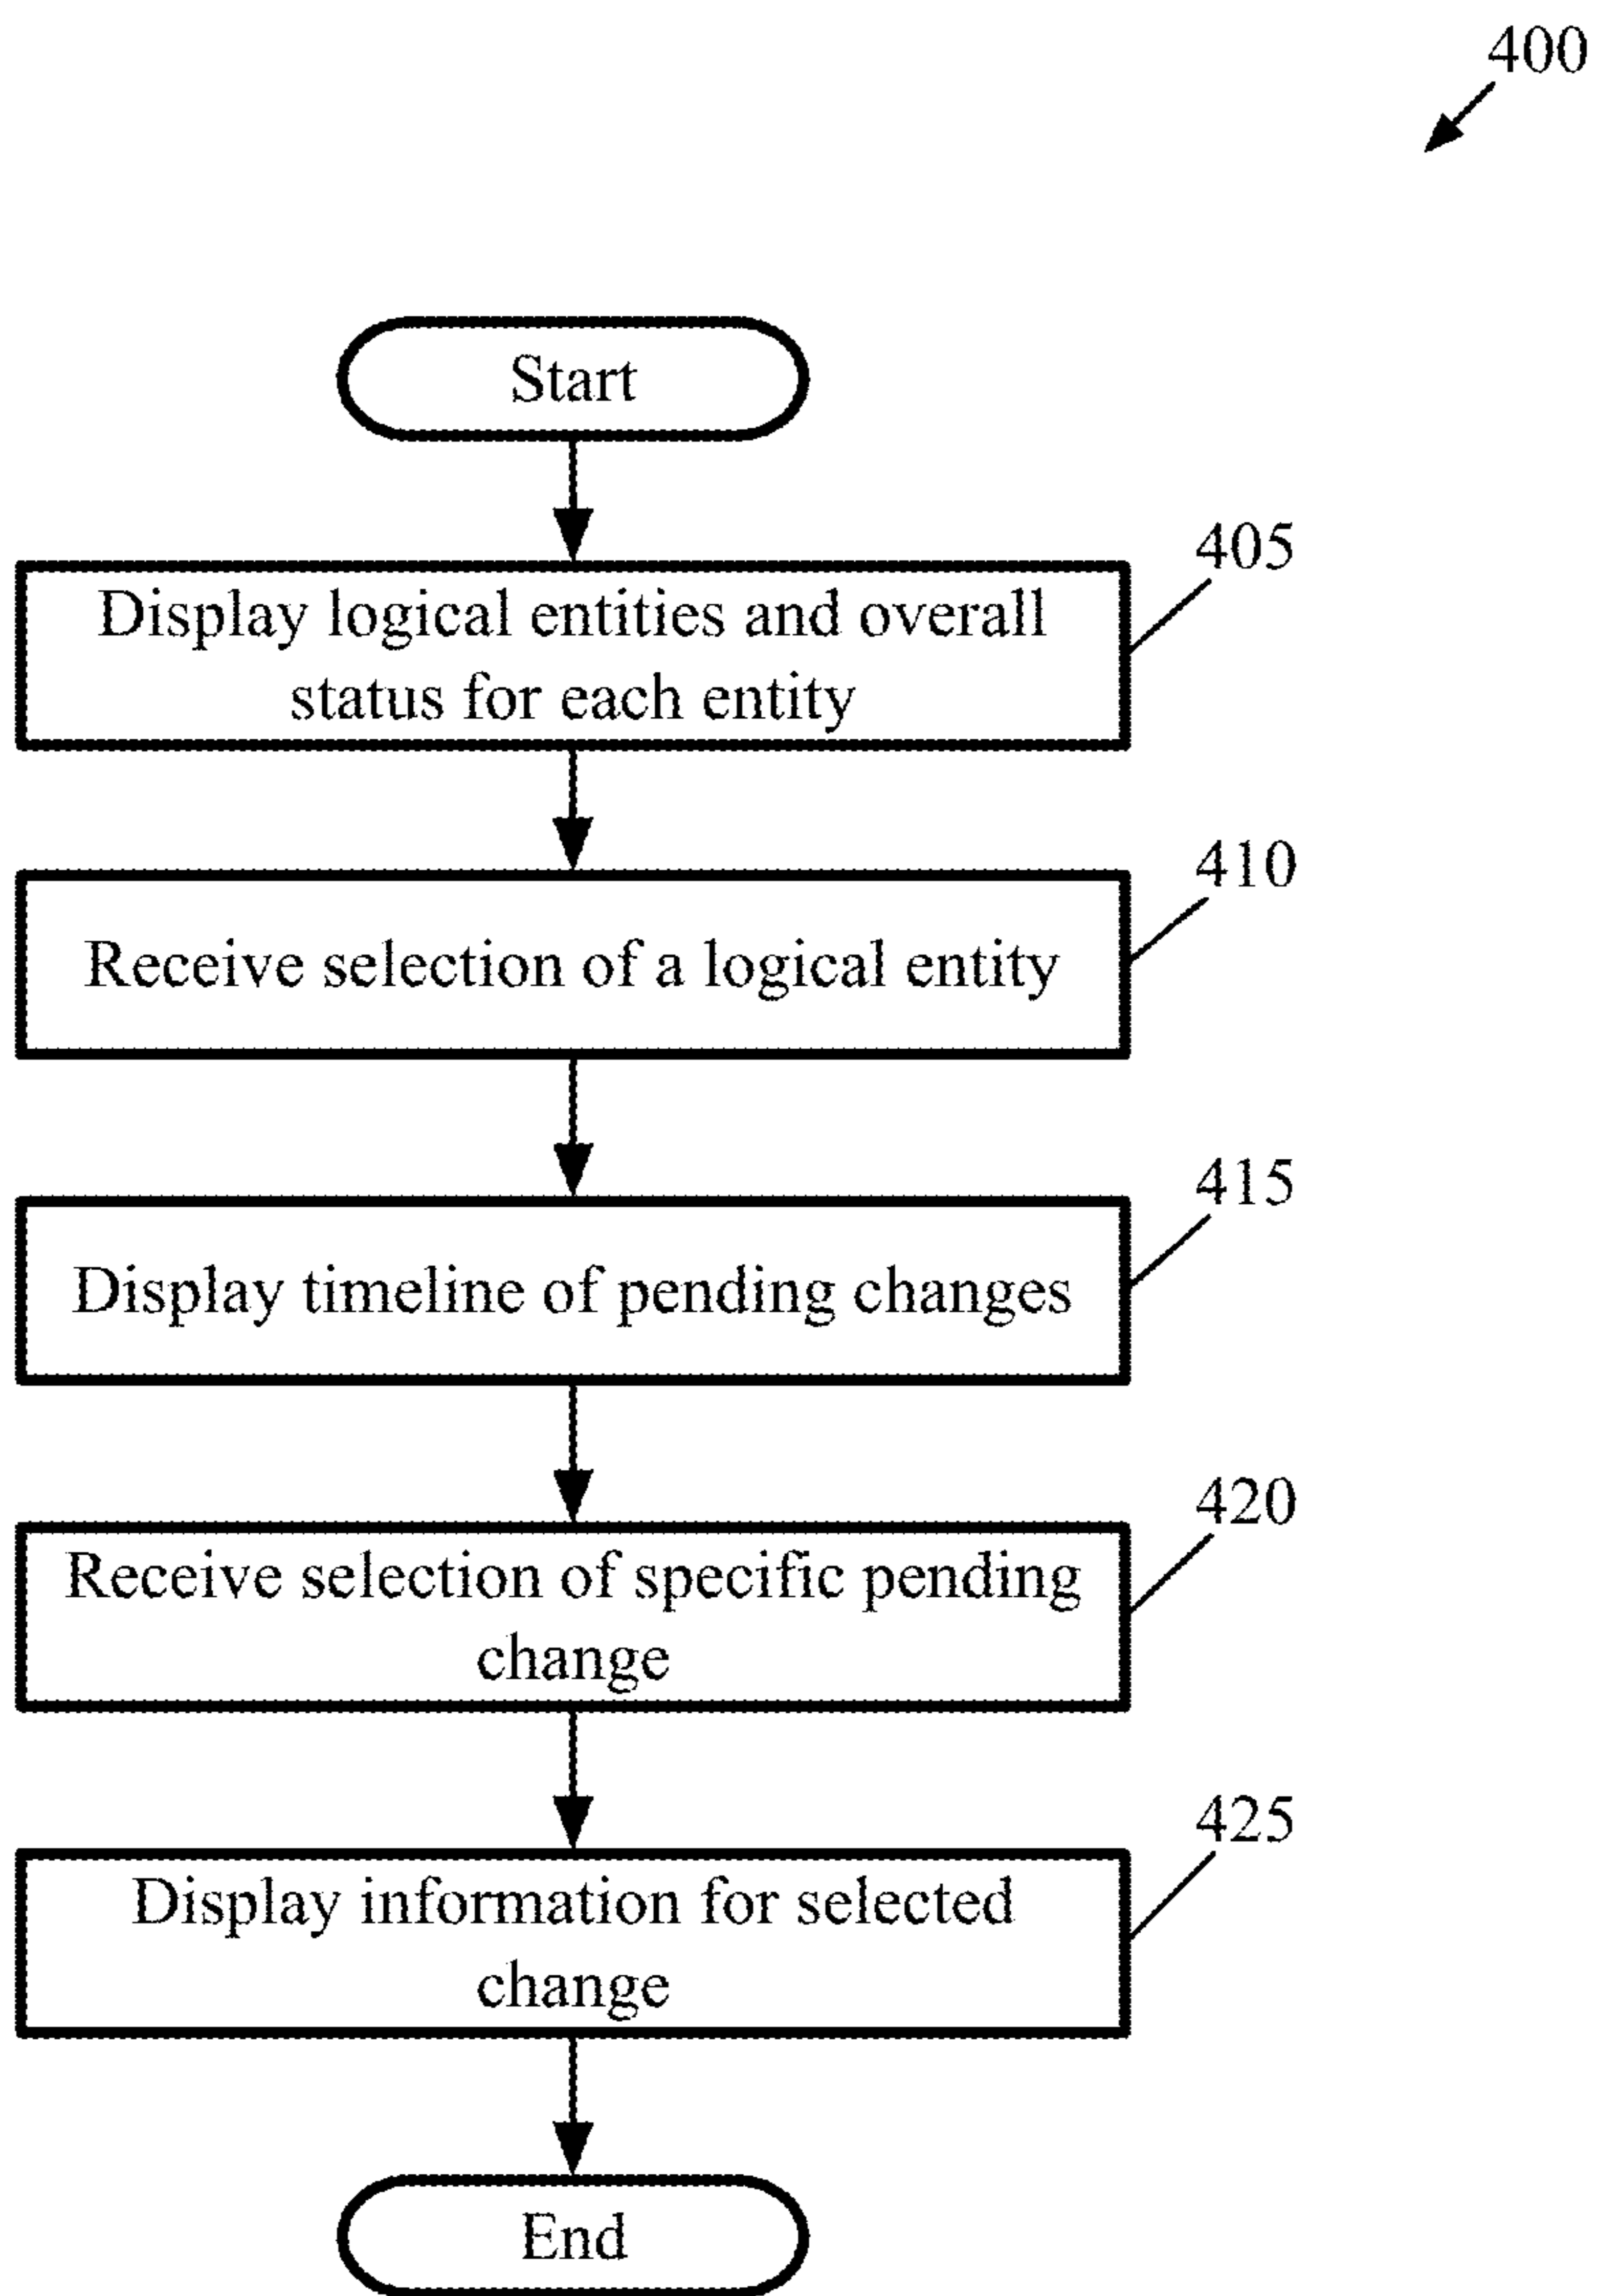 400
Start
405
Display logical entities and overall
status for each entity
410
Receive selection of a logical entity
415
Display timeline of pending changes
420
Receive selection of specific pending
change
425
Display information for selected
change
End